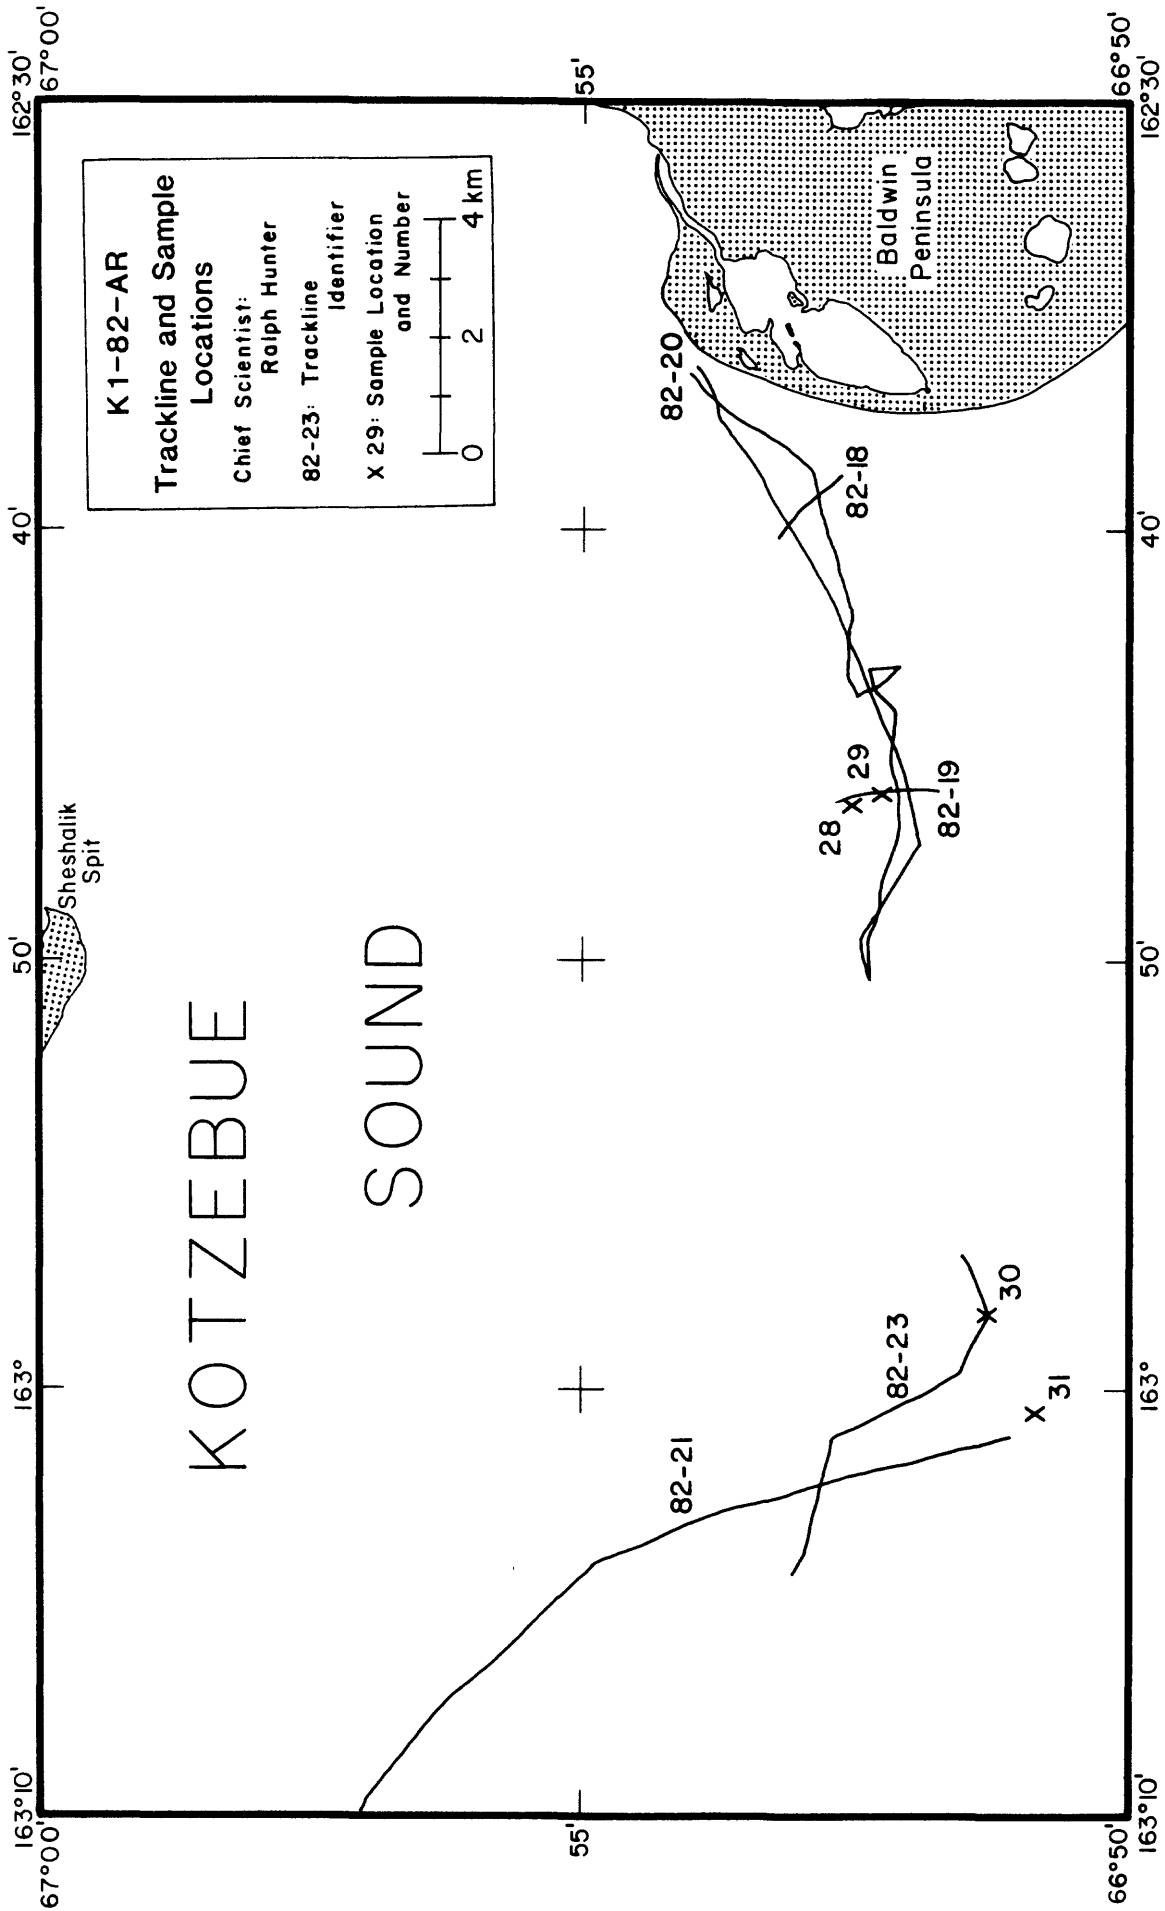 163°10'
163°
50'
40'
162°30'
67°00'
67°00'
Sheshalik
Spit
K1-82-AR
Trackline and Sample
Locations
Chief Scientist:
Ralph Hunter
82-23: Trackline
Identifier
X 29: Sample Location
and Number
0
2
4 km
KOTZEBUE
SOUND
55'
55'
82-21
82-20
82-18
28
29
82-19
82-23
30
31
Baldwin
Peninsula
66°50'
66°50'
163°10'
163°
50'
40'
162°30'